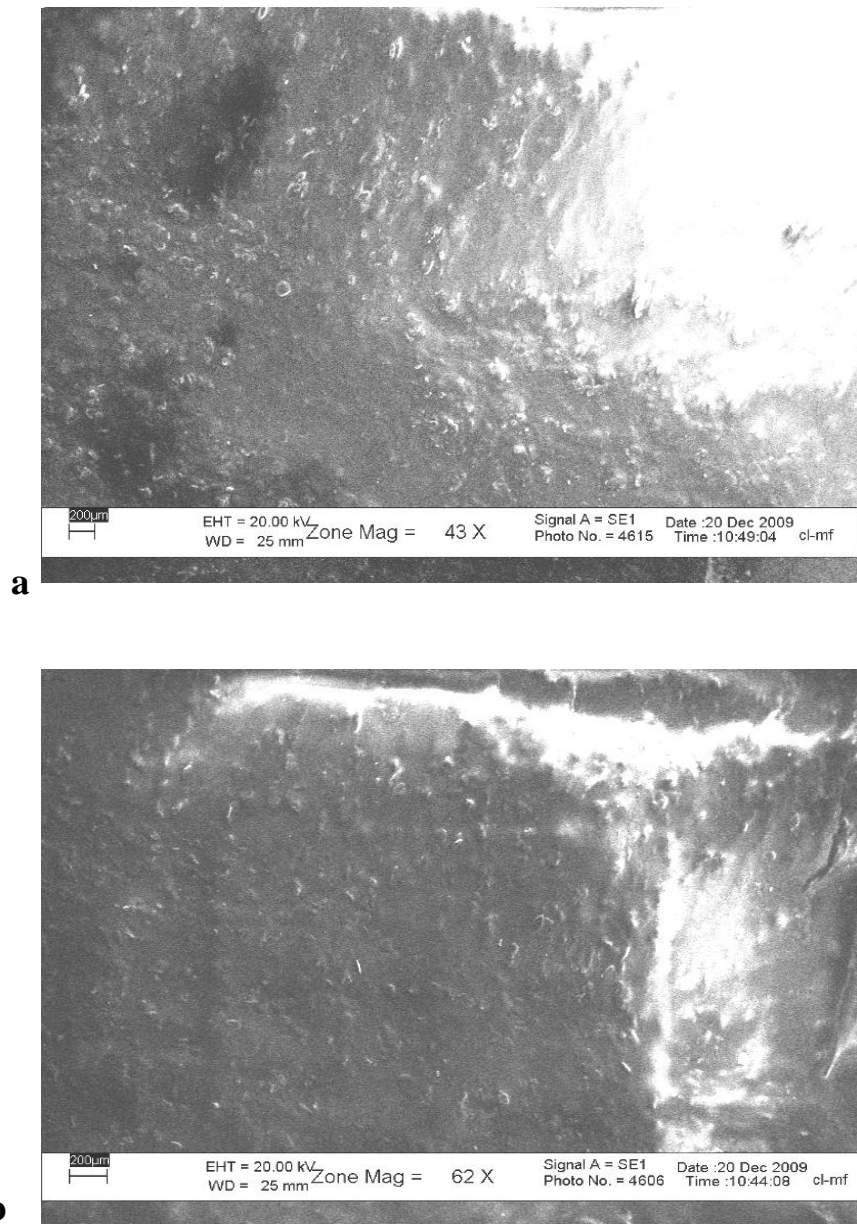 200µm
EHT = 20.00 kV
WD = 25 mm
Zone Mag = 43 X
Signal A = SE1
Photo No. = 4615
Date :20 Dec 2009
Time :10:49:04
cl-mf
a
200µm
EHT = 20.00 kV
WD = 25 mm
Zone Mag = 62 X
Signal A = SE1
Photo No. = 4606
Date :20 Dec 2009
Time :10:44:08
cl-mf